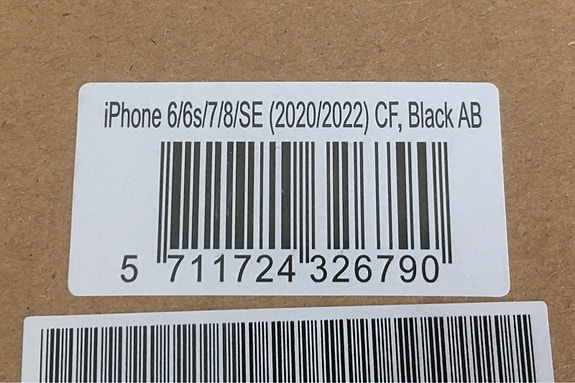 iPhone 6/6s/7/8/SE (2020/2022) CF, Black AB
5 711724 326790